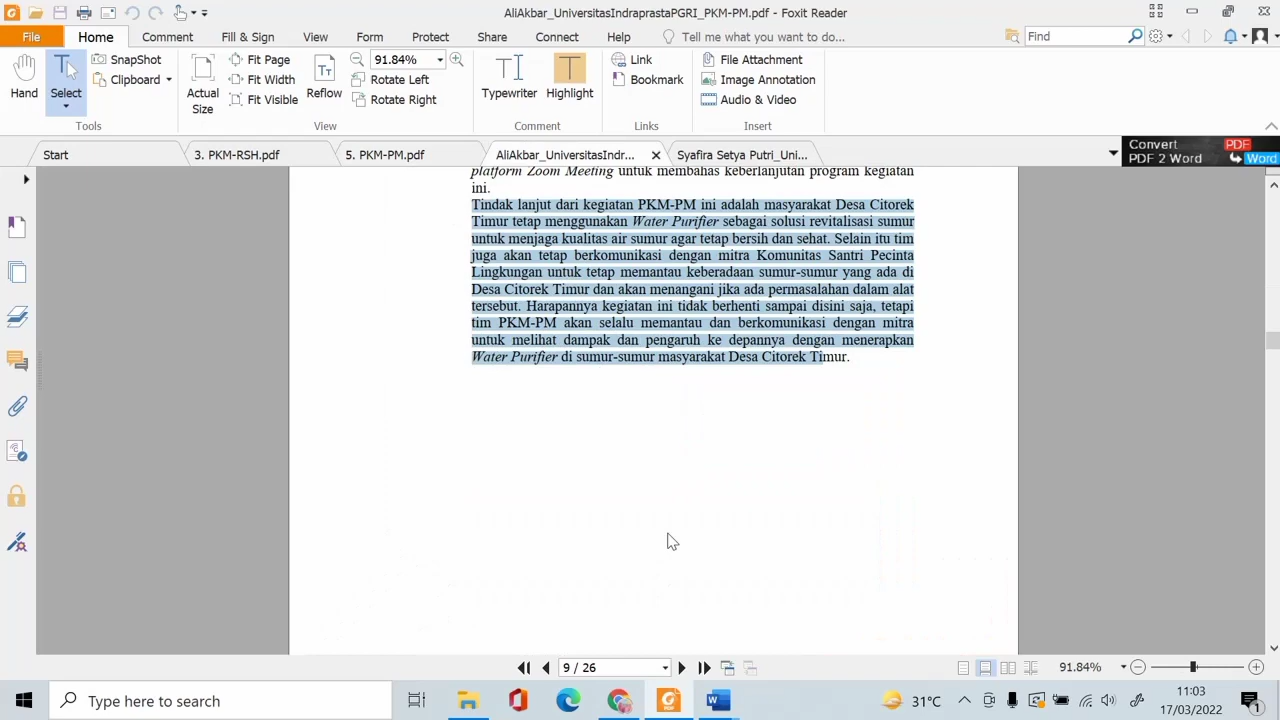 AliAkbar_UniversitasIndraprastaPGRI_PKM-PM.pdf - Foxit Reader
File Home Comment Fill & Sign View Form Protect Share Connect Help Tell me what you want to do... Find
Hand
Select
SnapShot
Clipboard
Tools
Actual Size
Fit Page
Fit Width
Fit Visible
Reflow
91.84%
Rotate Left
Rotate Right
View
Typewriter
Highlight
Comment
Link
Bookmark
Links
File Attachment
Image Annotation
Audio & Video
Insert
Start 3. PKM-RSH.pdf 5. PKM-PM.pdf AliAkbar_UniversitasIndr... Syafira Setya Putri_Uni...
Convert PDF
PDF 2 Word Word
platform Zoom Meeting untuk membahas keberlanjutan program kegiatan
ini.
Tindak lanjut dari kegiatan PKM-PM ini adalah masyarakat Desa Citorek
Timur tetap menggunakan Water Purifier sebagai solusi revitalisasi sumur
untuk menjaga kualitas air sumur agar tetap bersih dan sehat. Selain itu tim
juga akan tetap berkomunikasi dengan mitra Komunitas Santri Pecinta
Lingkungan untuk tetap memantau keberadaan sumur-sumur yang ada di
Desa Citorek Timur dan akan menangani jika ada permasalahan dalam alat
tersebut. Harapannya kegiatan ini tidak berhenti sampai disini saja, tetapi
tim PKM-PM akan selalu memantau dan berkomunikasi dengan mitra
untuk melihat dampak dan pengaruh ke depannya dengan menerapkan
Water Purifier di sumur-sumur masyarakat Desa Citorek Timur.
9 / 26
91.84%
Type here to search
31°C
11:03
17/03/2022
1